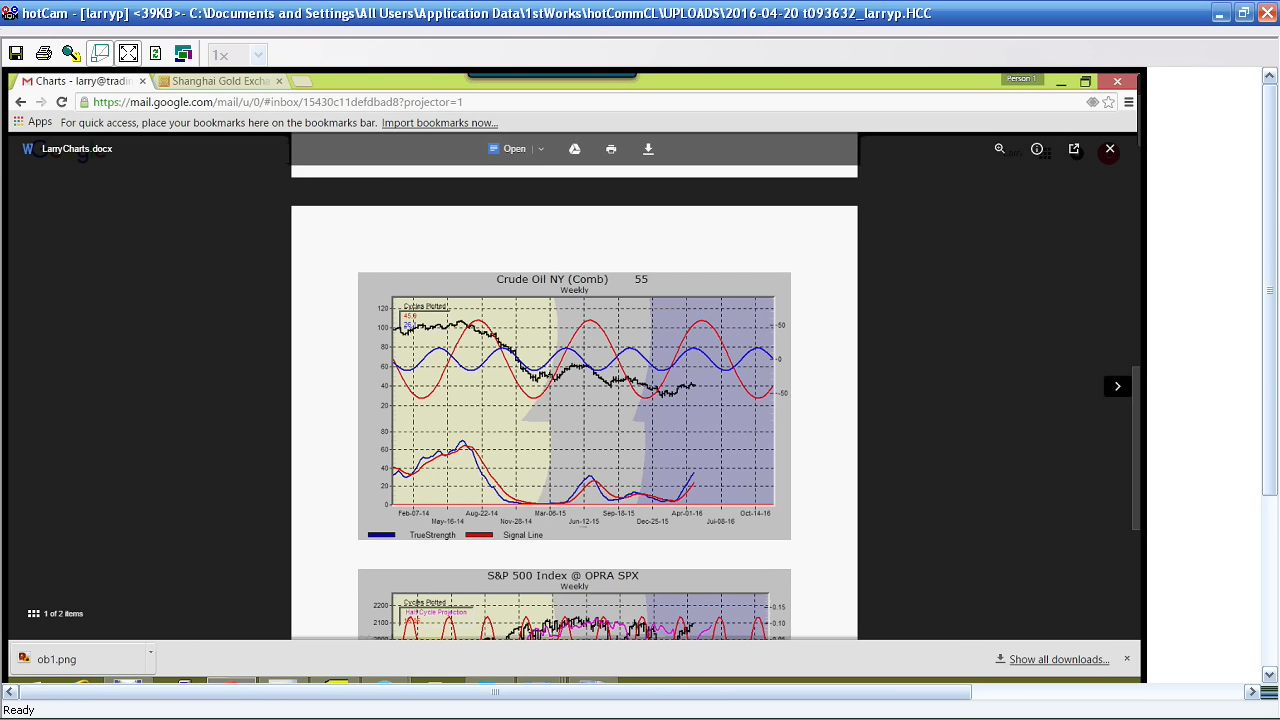 hotCam - [larryp] <39KB>- C:\Documents and Settings\All Users\Application Data\1stWorks\hotCommCL\UPLOADS\2016-04-20 t093632_larryp.HCC
1x
Charts - larry@tradin
Shanghai Gold Excha
Person 1
https://mail.google.com/mail/u/0/#inbox/15430c11defdbad8?projector=1
Apps For quick access, place your bookmarks here on the bookmarks bar. Import bookmarks now...
W LarryCharts.docx
Open
Crude Oil NY (Comb) 55
Weekly
Cycles Plotted
120
100
80
60
40
20
50
0
-50
80
60
40
20
0
Feb-07-14 Aug-22-14 Mar-06-15 Sep-18-15 Apr-01-16 Oct-14-16
May-16-14 Nov-28-14 Jun-12-15 Dec-25-15 Jul-08-16
TrueStrength Signal Line
S&P 500 Index @ OPRA SPX
Weekly
Cycles Plotted
Half Cycle Projection
2200
2100
0.15
0.10
1 of 2 items
ob1.png
Show all downloads...
Ready